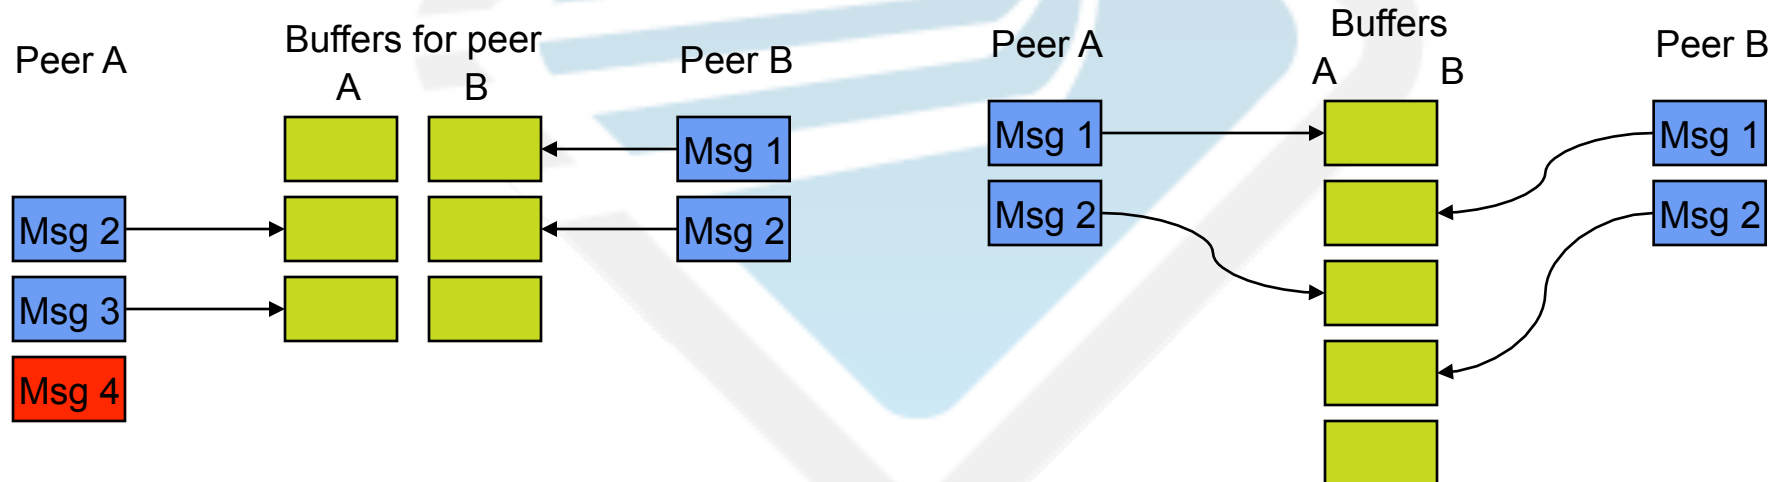 Peer A
Buffers for peer
A B
Peer B
Msg 1
Msg 2
Msg 2
Msg 3
Msg 4
Peer A
Buffers
A B
Peer B
Msg 1
Msg 1
Msg 2
Msg 2